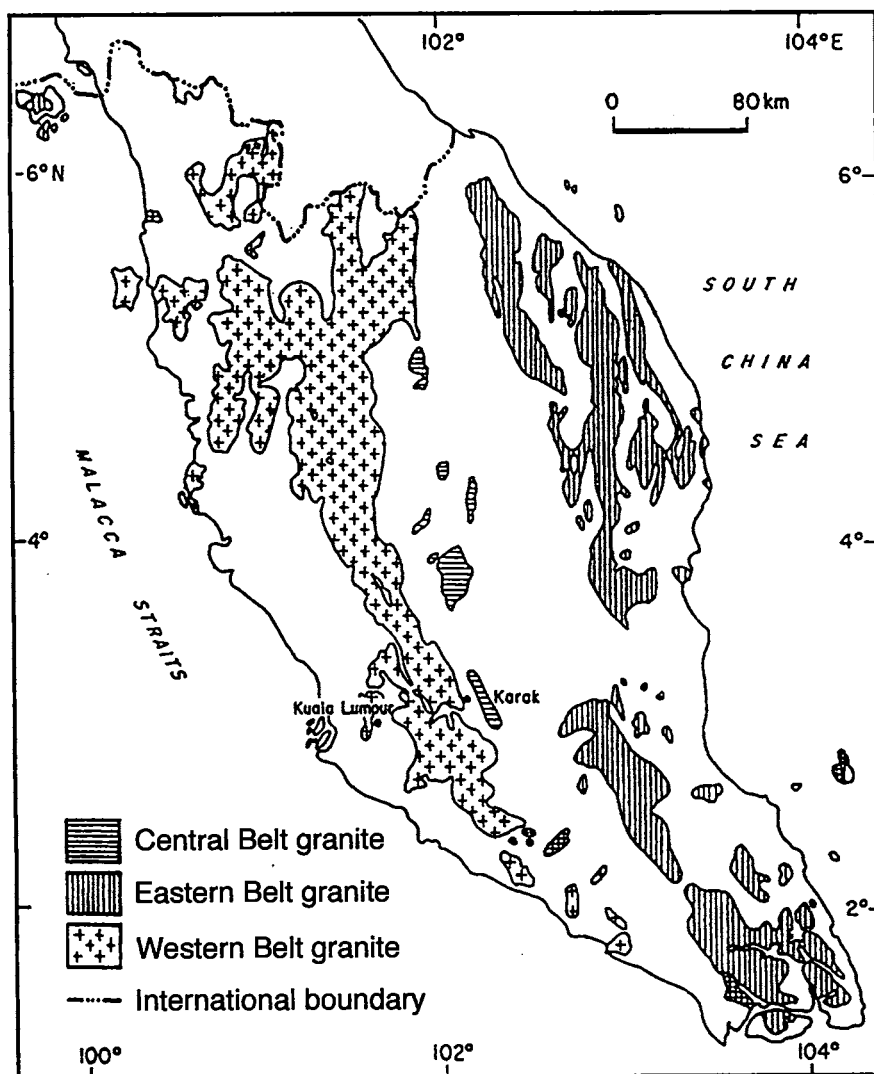 102°
104°E
0 80 km
6°N
6°
SOUTH
CHINA
SEA
MALACCA
STRAITS
4°
4°
Kuala Lumpur
Karak
Central Belt granite
Eastern Belt granite
2°
Western Belt granite
International boundary
100°
102°
104°